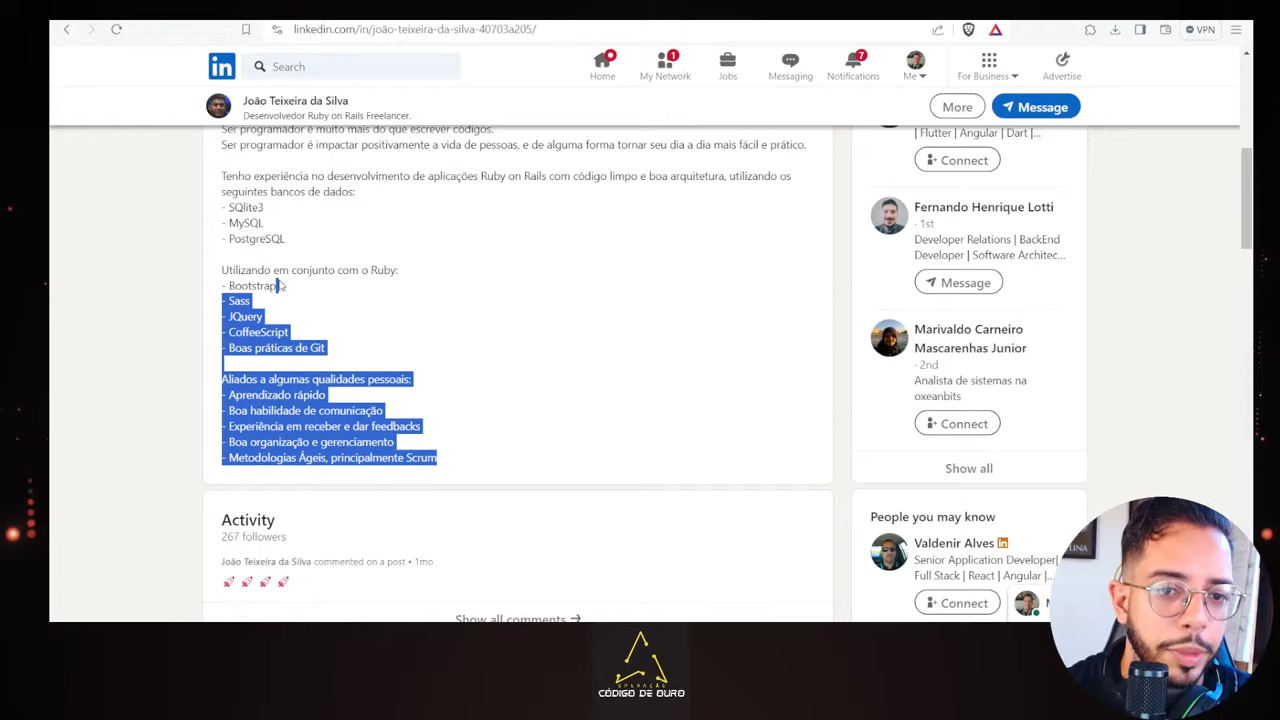 linkedin.com/in/joão-teixeira-da-silva-40703a205/
VPN
in
Search
Home
1
My Network
Jobs
Messaging
7
Notifications
Me
For Business
Advertise
João Teixeira da Silva
Desenvolvedor Ruby on Rails Freelancer.
More
Message
Ser programador é muito mais do que escrever códigos.
Ser programador é impactar positivamente a vida de pessoas, e de alguma forma tornar seu dia a dia mais fácil e prático.
Tenho experiência no desenvolvimento de aplicações Ruby on Rails com código limpo e boa arquitetura, utilizando os
seguintes bancos de dados:
- SQlite3
- MySQL
- PostgreSQL
Utilizando em conjunto com o Ruby:
- Bootstrap
- Sass
- JQuery
- CoffeeScript
- Boas práticas de Git
Aliados a algumas qualidades pessoais:
- Aprendizado rápido
- Boa habilidade de comunicação
- Experiência em receber e dar feedbacks
- Boa organização e gerenciamento
- Metodologias Ágeis, principalmente Scrum
Activity
267 followers
João Teixeira da Silva commented on a post • 1mo
Show all comments →
| Flutter | Angular | Dart |...
Connect
Fernando Henrique Lotti
· 1st
Developer Relations | BackEnd
Developer | Software Architec...
Message
Marivaldo Carneiro
Mascarenhas Junior
· 2nd
Analista de sistemas na
oxeanbits
Connect
Show all
People you may know
Valdenir Alves in
Senior Application Developer|
Full Stack | React | Angular |...
Connect
OPERAÇÃO
CÓDIGO DE OURO